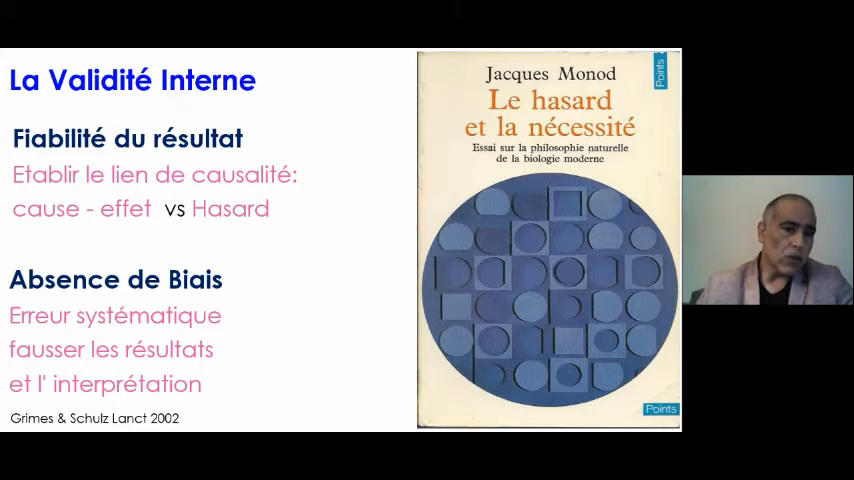 La Validité Interne
Fiabilité du résultat
Etablir le lien de causalité:
cause - effet vs Hasard
Absence de Biais
Erreur systématique
fausser les résultats
et l' interprétation
Grimes & Schulz Lanct 2002
Jacques Monod
Le hasard
et la nécessité
Essai sur la philosophie naturelle
de la biologie moderne
Points
Points